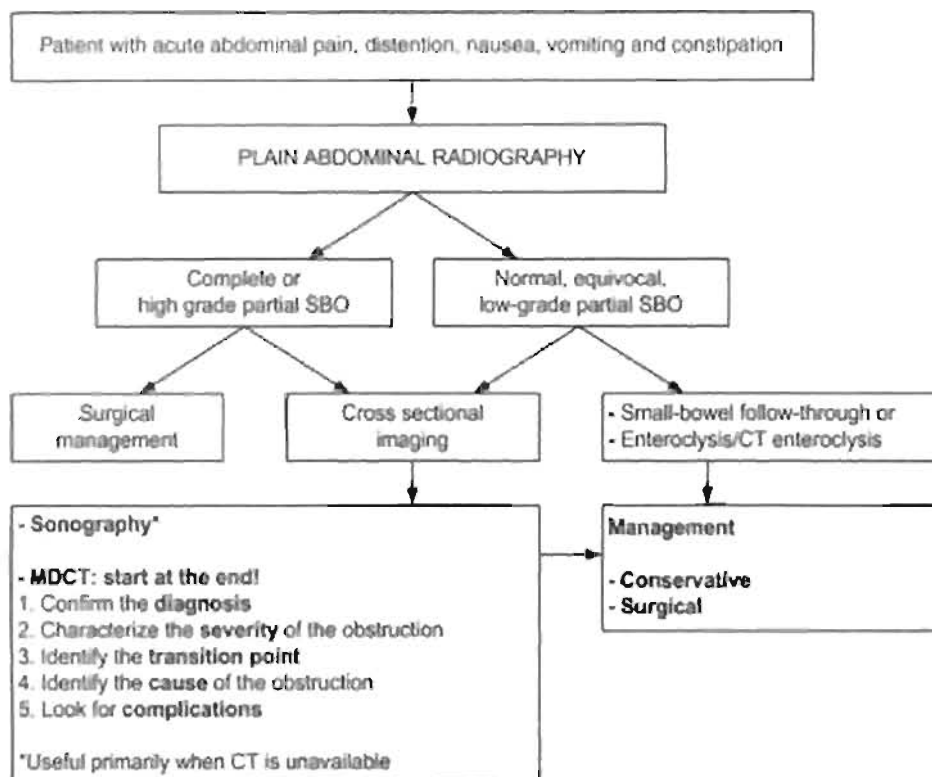 Patient with acute abdominal pain, distention, nausea, vomiting and constipation
PLAIN ABDOMINAL RADIOGRAPHY
Complete or
high grade partial SBO
Normal, equivocal,
low-grade partial SBO
Surgical
management
Cross sectional
imaging
- Small-bowel follow-through or
- Enteroclysis/CT enteroclysis
- Sonography*
- MDCT: start at the end!
1. Confirm the diagnosis
2. Characterize the severity of the obstruction
3. Identify the transition point
4. Identify the cause of the obstruction
5. Look for complications
*Useful primarily when CT is unavailable
Management
- Conservative
- Surgical